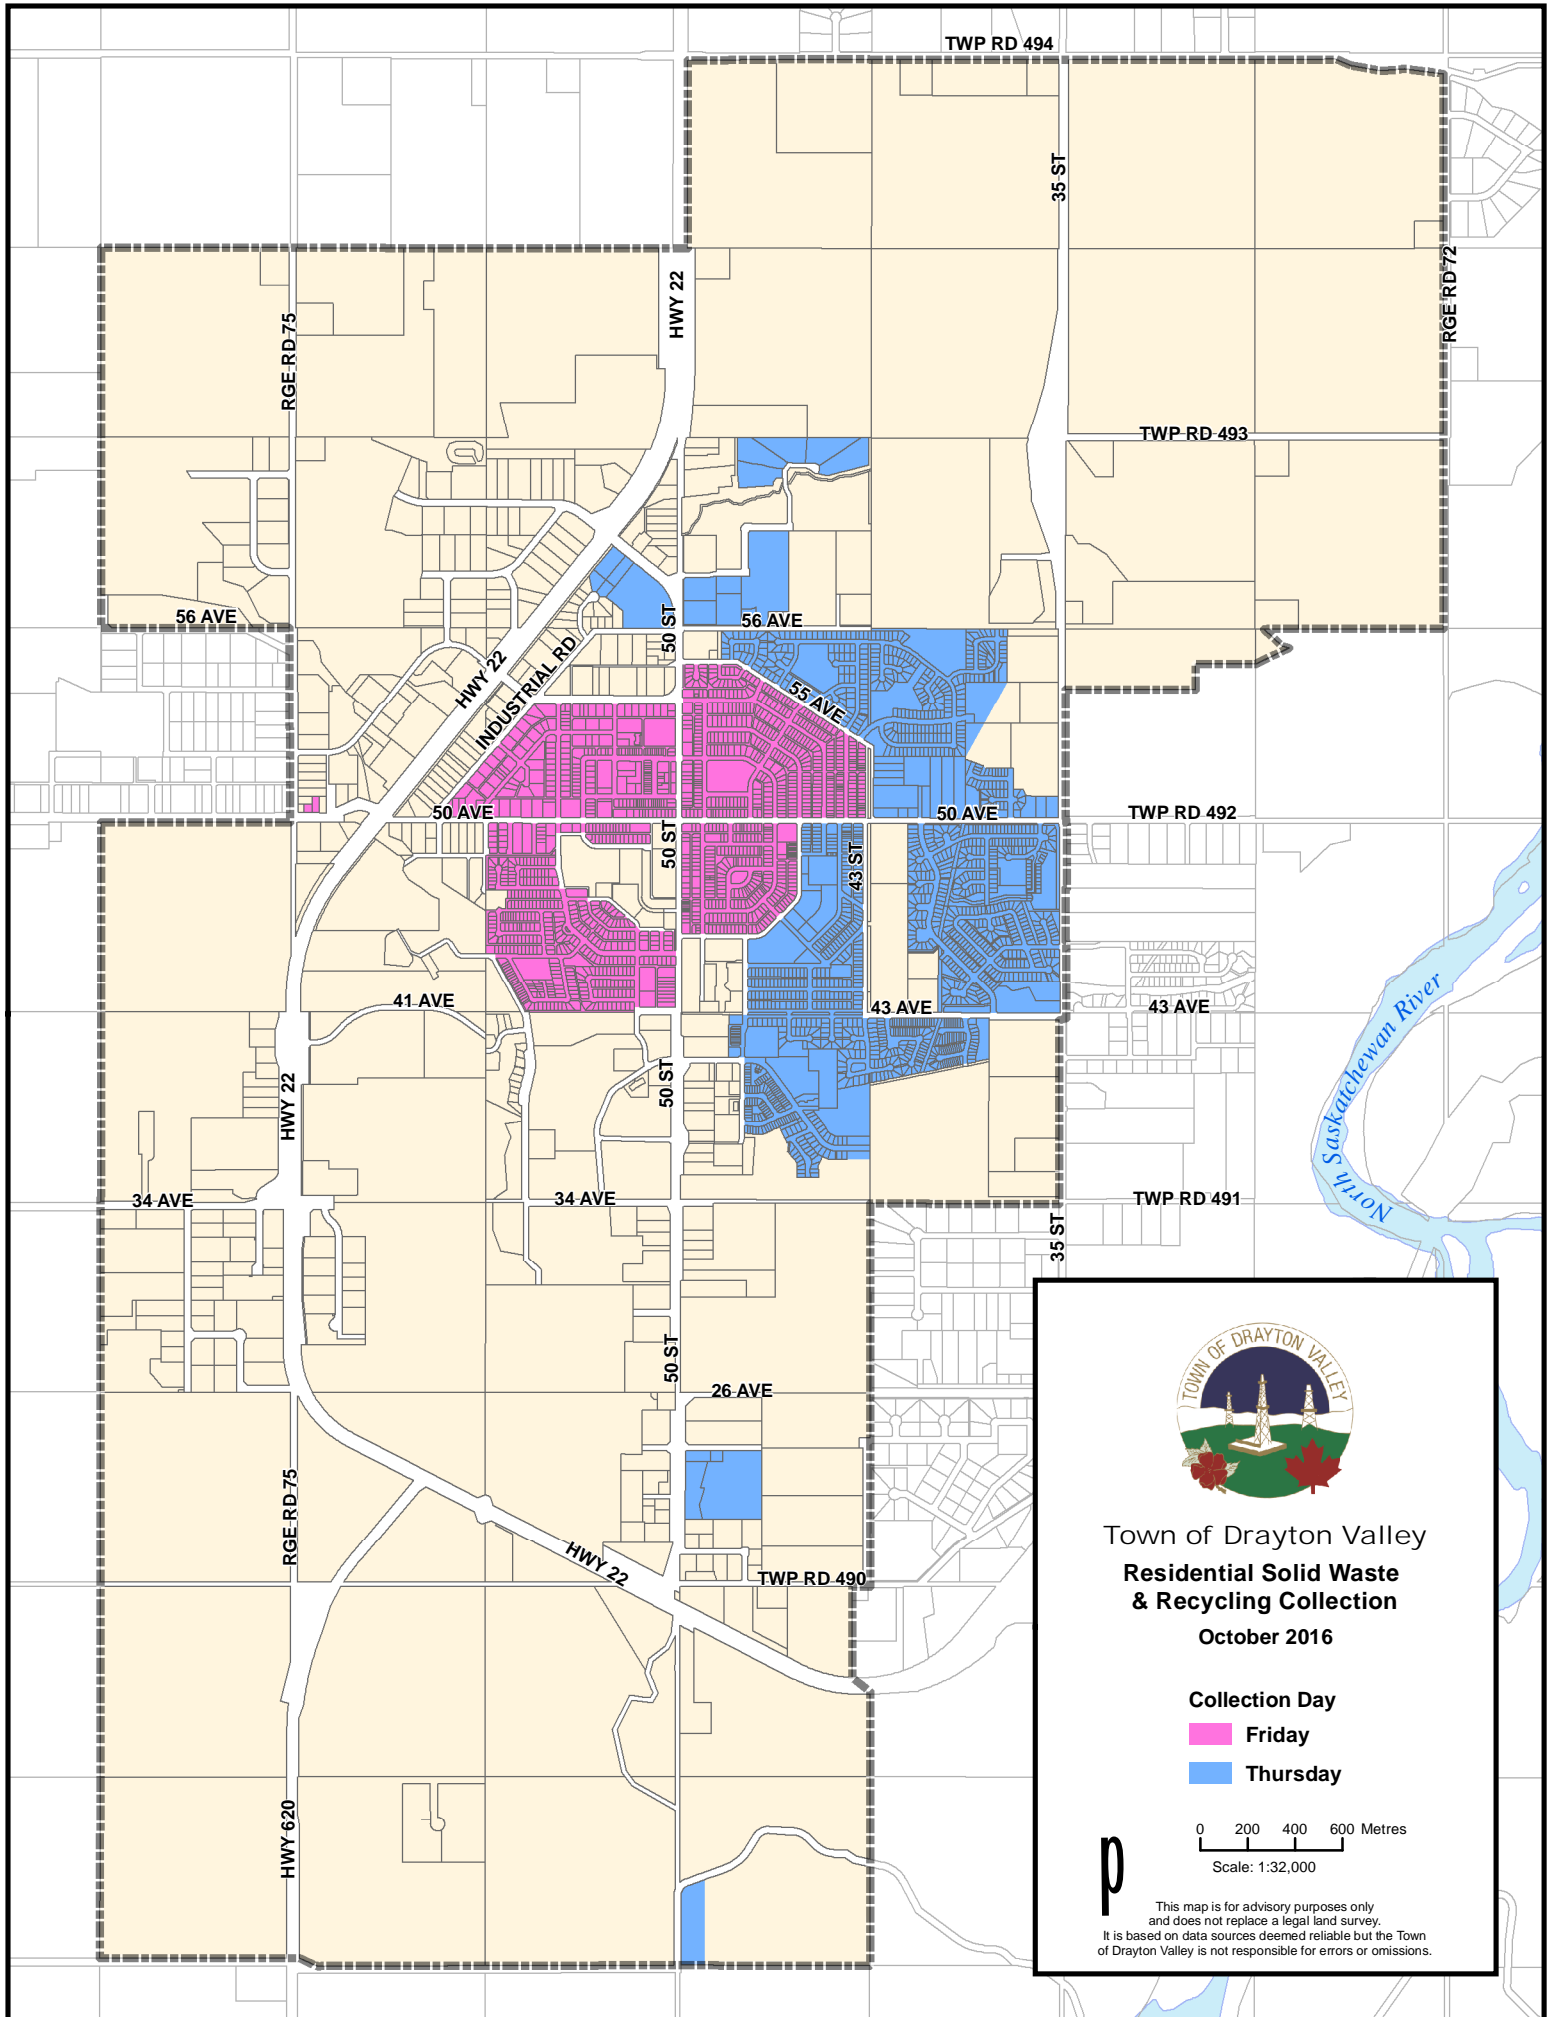 TWP RD 494
35 ST
RGE RD 72
HWY 22
RGE RD 75
TWP RD 493
56 AVE
50 ST
56 AVE
HWY 22
INDUSTRIAL RD
55 AVE
50 AVE
50 AVE
TWP RD 492
50 ST
43 ST
41 AVE
43 AVE
43 AVE
North Saskatchewan River
HWY 22
50 ST
34 AVE
34 AVE
TWP RD 491
35 ST
50 ST
26 AVE
RGE RD 75
HWY 22
TWP RD 490
HWY 620
TOWN OF DRAYTON VALLEY
Town of Drayton Valley
Residential Solid Waste
& Recycling Collection
October 2016
Collection Day
Friday
Thursday
0 200 400 600 Metres
Scale: 1:32,000
p
This map is for advisory purposes only
and does not replace a legal land survey.
It is based on data sources deemed reliable but the Town
of Drayton Valley is not responsible for errors or omissions.